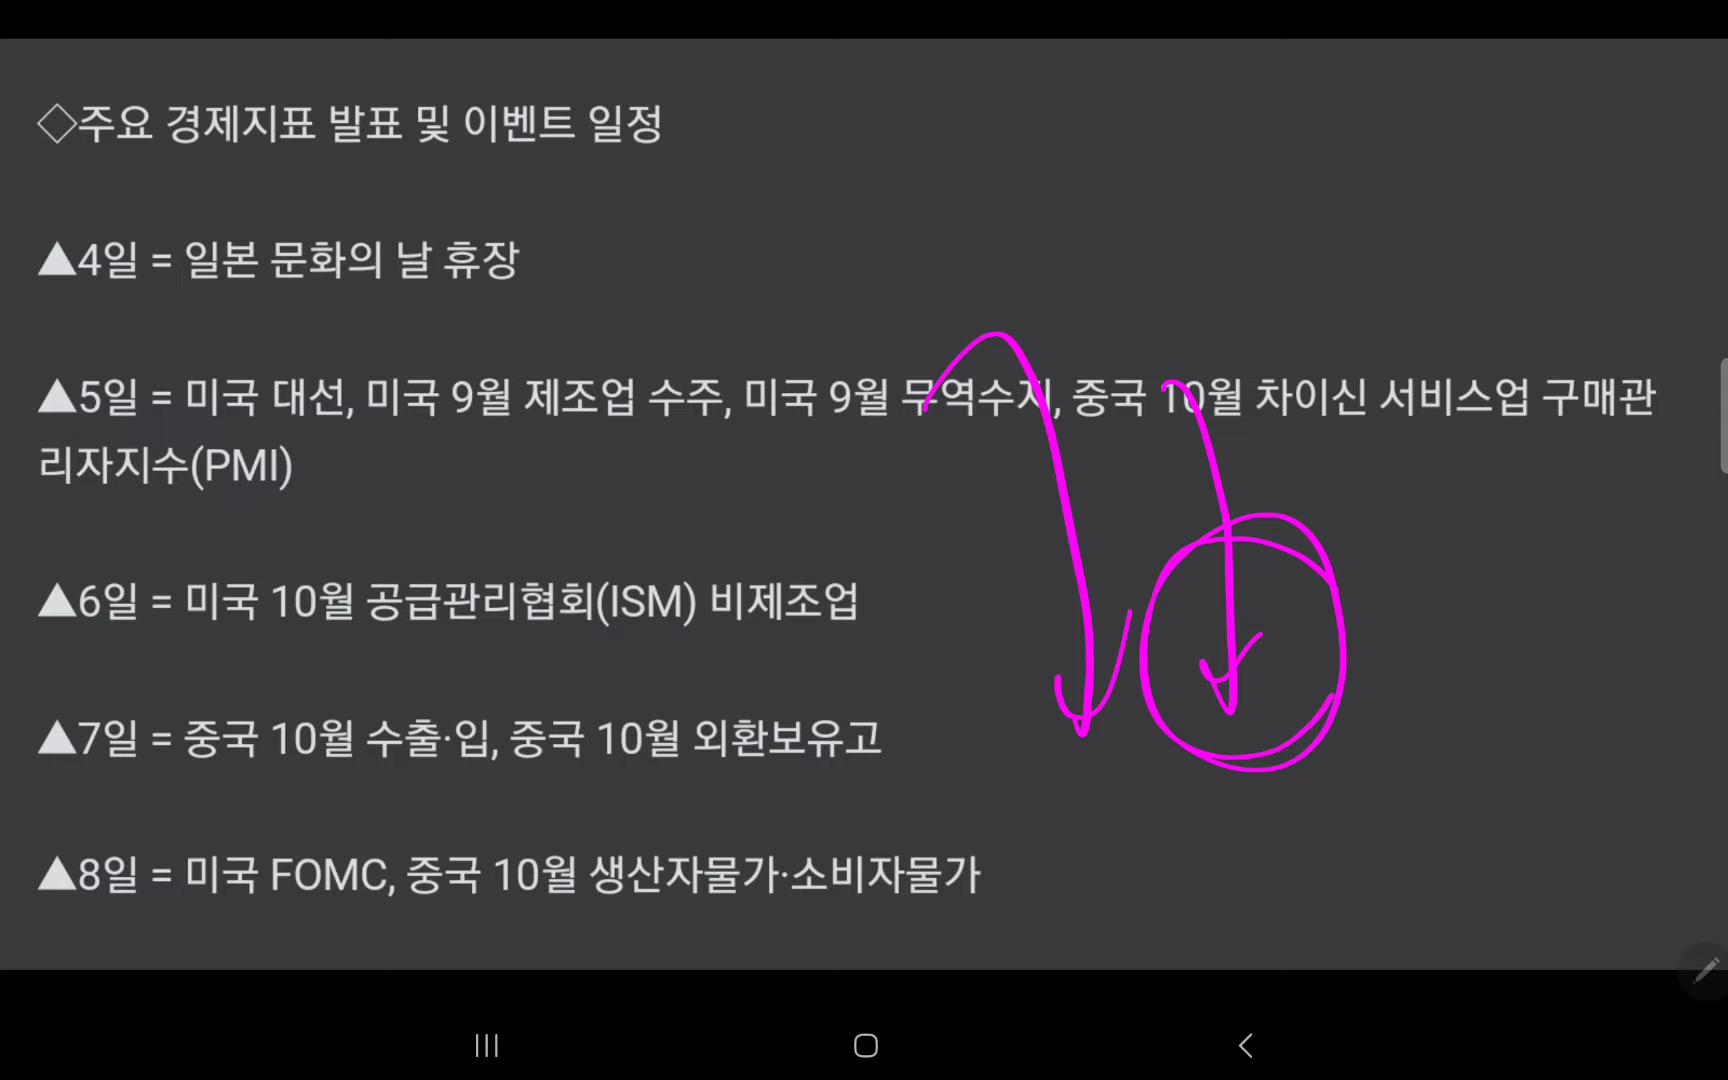 ◇주요 경제지표 발표 및 이벤트 일정
▲4일 = 일본 문화의 날 휴장
▲5일 = 미국 대선, 미국 9월 제조업 수주, 미국 9월 무역수지, 중국 10월 차이신 서비스업 구매관
리자지수(PMI)
▲6일 = 미국 10월 공급관리협회(ISM) 비제조업
▲7일 = 중국 10월 수출·입, 중국 10월 외환보유고
▲8일 = 미국 FOMC, 중국 10월 생산자물가·소비자물가